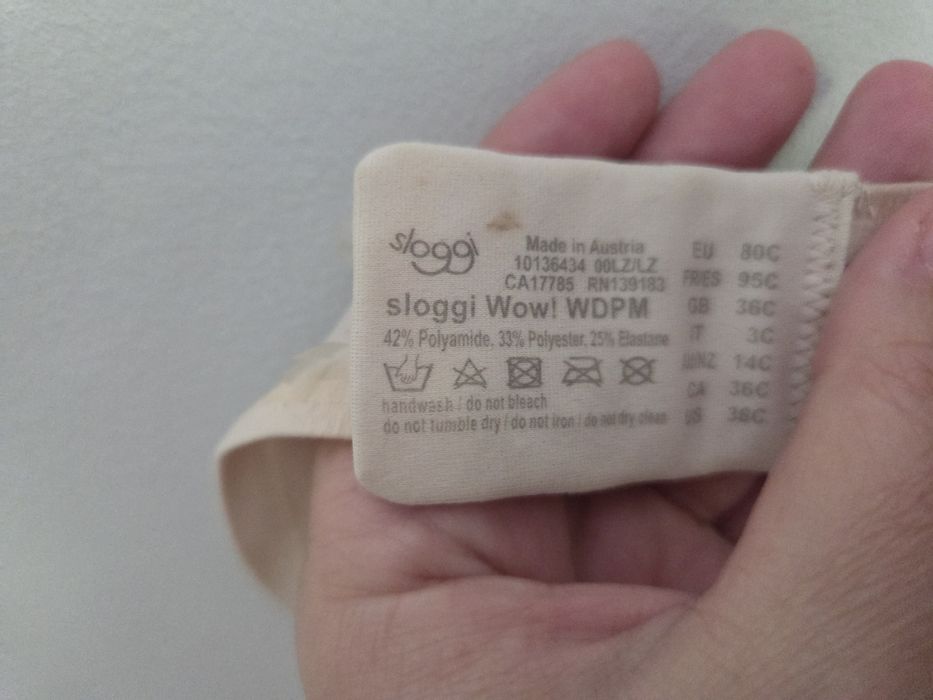 sloggi
Made in Austria
10136434 00LZ/LZ
CA17785 RN139183
sloggi Wow! WDPM
42% Polyamide, 33% Polyester, 25% Elastane
handwash / do not bleach
do not tumble dry / do not iron / do not dry clean
EU 80C
FR/ES 95C
GB 36C
IT 3C
AU/NZ 14C
CA 36C
US 36C